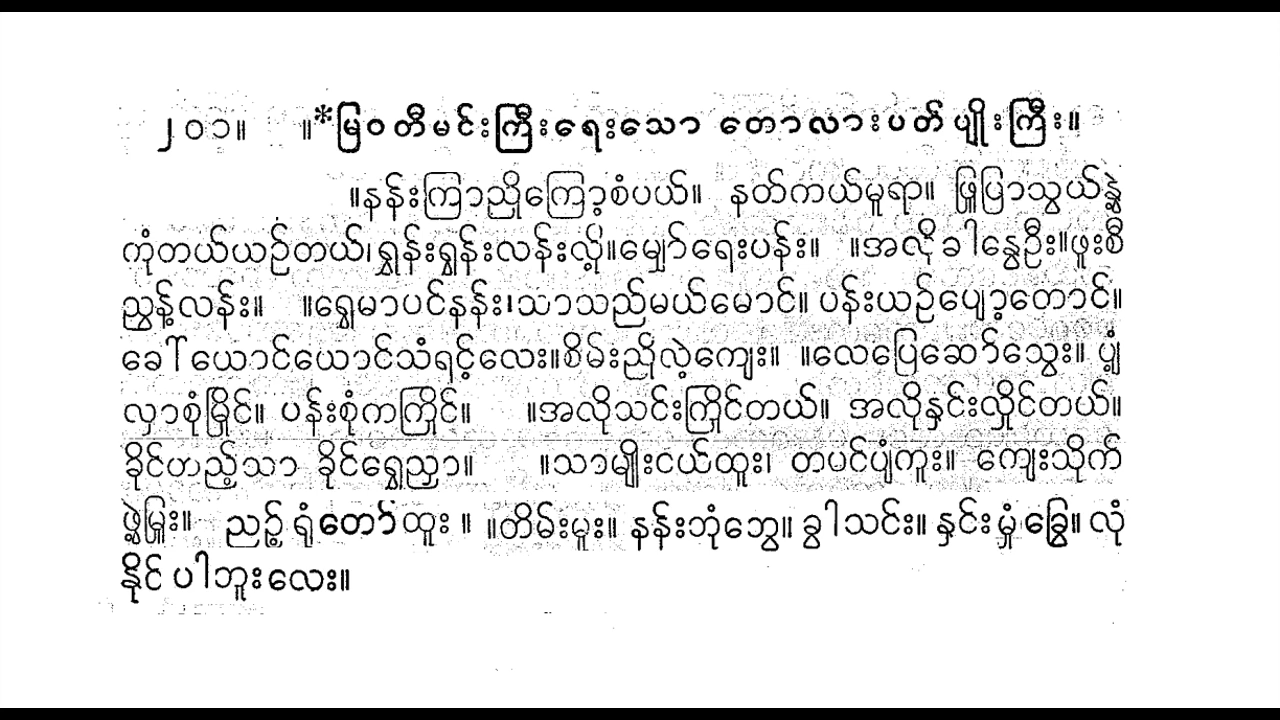 ၂၀၁။ ။*မြဝတီမင်းကြီးရေးသော တောလားပတ်ပျိုးကြီး။
။နန်းကြာညိုကြော့စံပယ်။ နတ်ကယ်မူရာ။ ဖြူပြာသွယ်နွှဲ
ကုံတယ်ယဉ်တယ်၊ရွှန်းရွှန်းလန်းလို့။မျှော်ရေးပန်း။ ။အလိုခါနွေဦး။ဖူးစီ
ညွှန့်လန်း။ ။ရွှေမာပင်နန်း၊သာသည်မယ်မောင်။ ပန်းယဉ်ပျော့တောင်။
ခေါ်ယောင်ယောင်သံရင့်လေး။စိမ်းညိုလဲ့ကျေး။ ။လေပြေဆော်သွေး။ ပျံ့
လှာစုံမြိုင်။ ပန်းစုံကကြိုင်။ ။အလိုသင်းကြိုင်တယ်။ အလိုနှင်းလှိုင်တယ်။
ခိုင်တည့်သာ ခိုင်ရွှေညှာ။ ။သာမျိုးငယ်ထူး၊ တပင်ပျံကူး။ ကျေးသိုက်
ဖွဲ့မြူး။ ညဉ့်ရုံတော်ထူး။ ။တိမ်းမူး။ နန်းဘုံဘွေ။ ခွါသင်း။ နှင်းမှုံခြွေ။ လုံ
နိုင်ပါဘူးလေး။